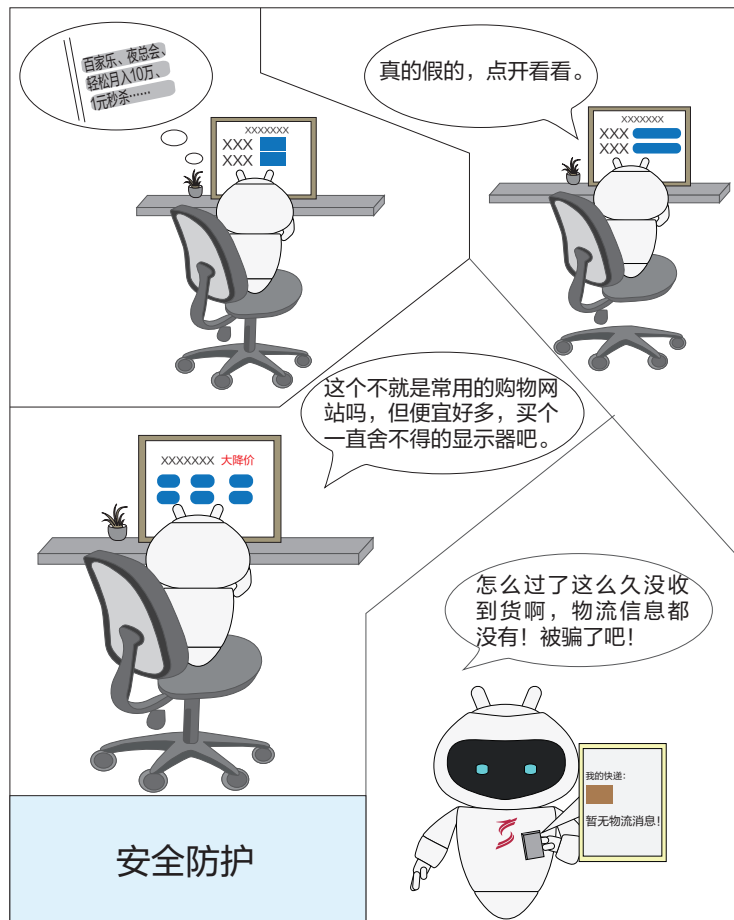 百家乐、夜总会、
轻松月入10万、
1元秒杀……
XXXXXXX
XXX
XXX
真的假的，点开看看。
XXXXXXX
XXX
XXX
这个不就是常用的购物网
站吗，但便宜好多，买个
一直舍不得的显示器吧。
XXXXXXX 大降价
怎么过了这么久没收
到货啊，物流信息都
没有！被骗了吧！
我的快递：
暂无物流消息！
安全防护